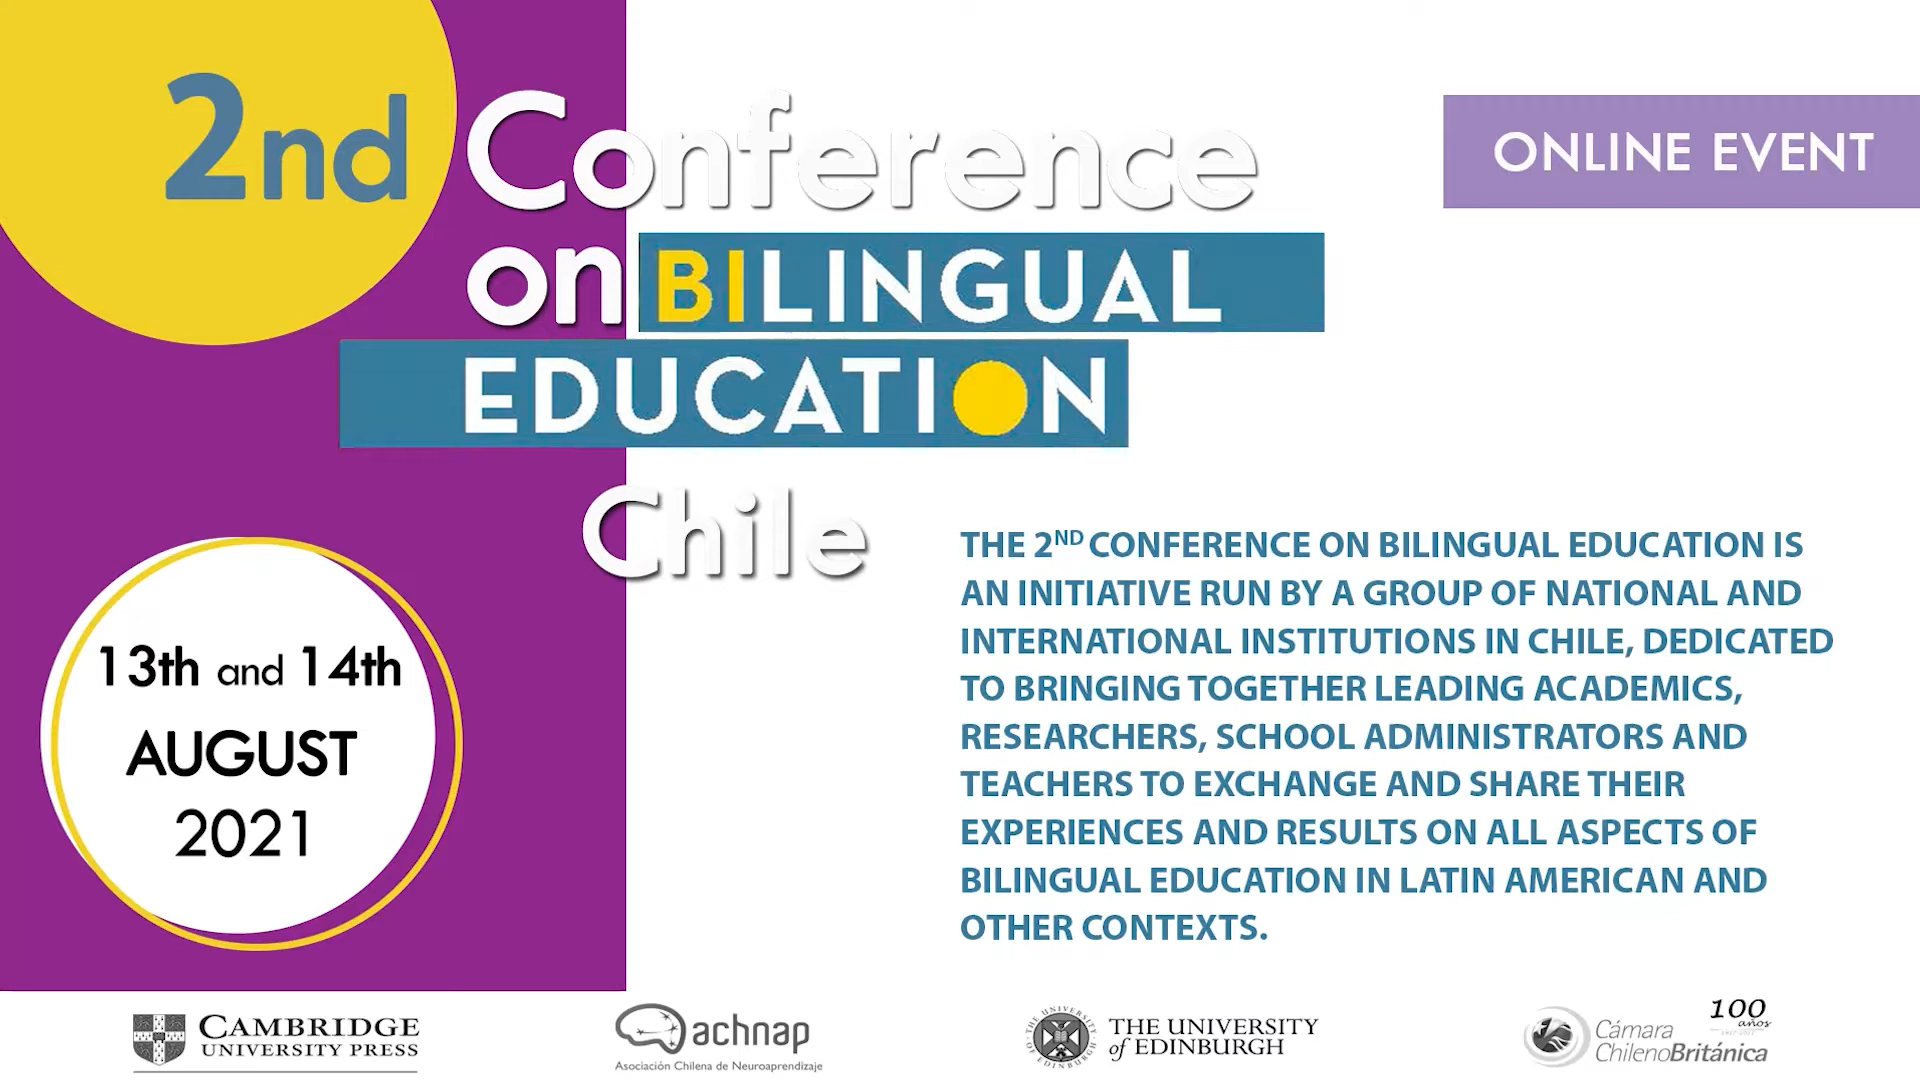 2nd Conference
on BILINGUAL
EDUCATION
Chile
ONLINE EVENT
13th and 14th
AUGUST
2021
THE 2ND CONFERENCE ON BILINGUAL EDUCATION IS
AN INITIATIVE RUN BY A GROUP OF NATIONAL AND
INTERNATIONAL INSTITUTIONS IN CHILE, DEDICATED
TO BRINGING TOGETHER LEADING ACADEMICS,
RESEARCHERS, SCHOOL ADMINISTRATORS AND
TEACHERS TO EXCHANGE AND SHARE THEIR
EXPERIENCES AND RESULTS ON ALL ASPECTS OF
BILINGUAL EDUCATION IN LATIN AMERICAN AND
OTHER CONTEXTS.
CAMBRIDGE
UNIVERSITY PRESS
achnap
Asociación Chilena de Neuroaprendizaje
THE UNIVERSITY OF EDINBURGH
THE UNIVERSITY
of EDINBURGH
100
años
Cámara
ChilenoBritánica